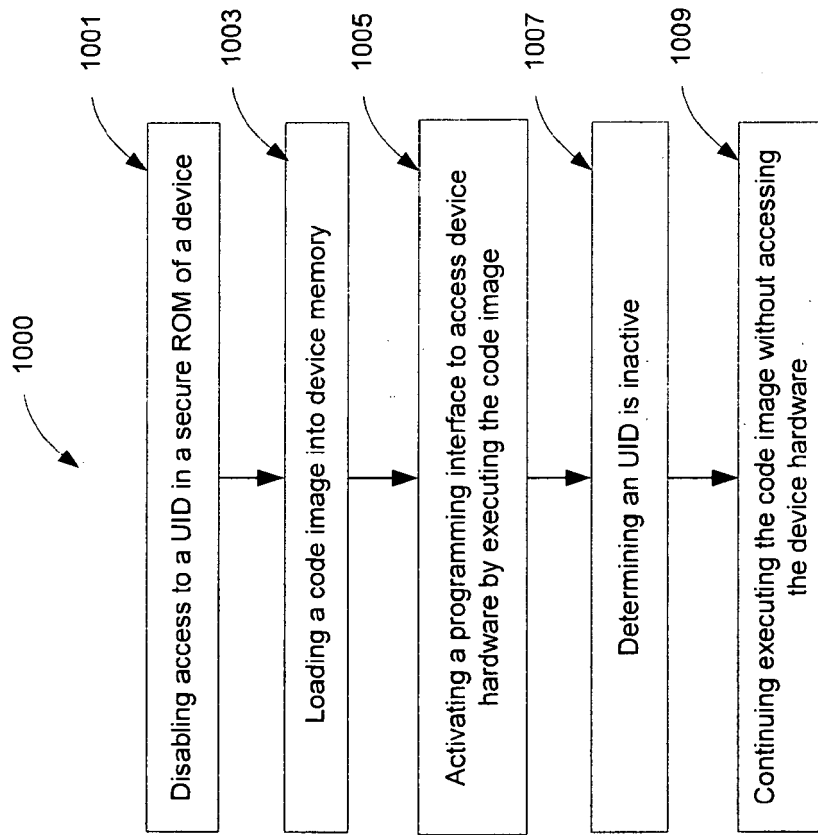 1000
Disabling access to a UID in a secure ROM of a device
1001
Loading a code image into device memory
1003
Activating a programming interface to access device
hardware by executing the code image
1005
Determining an UID is inactive
1007
Continuing executing the code image without accessing
the device hardware
1009